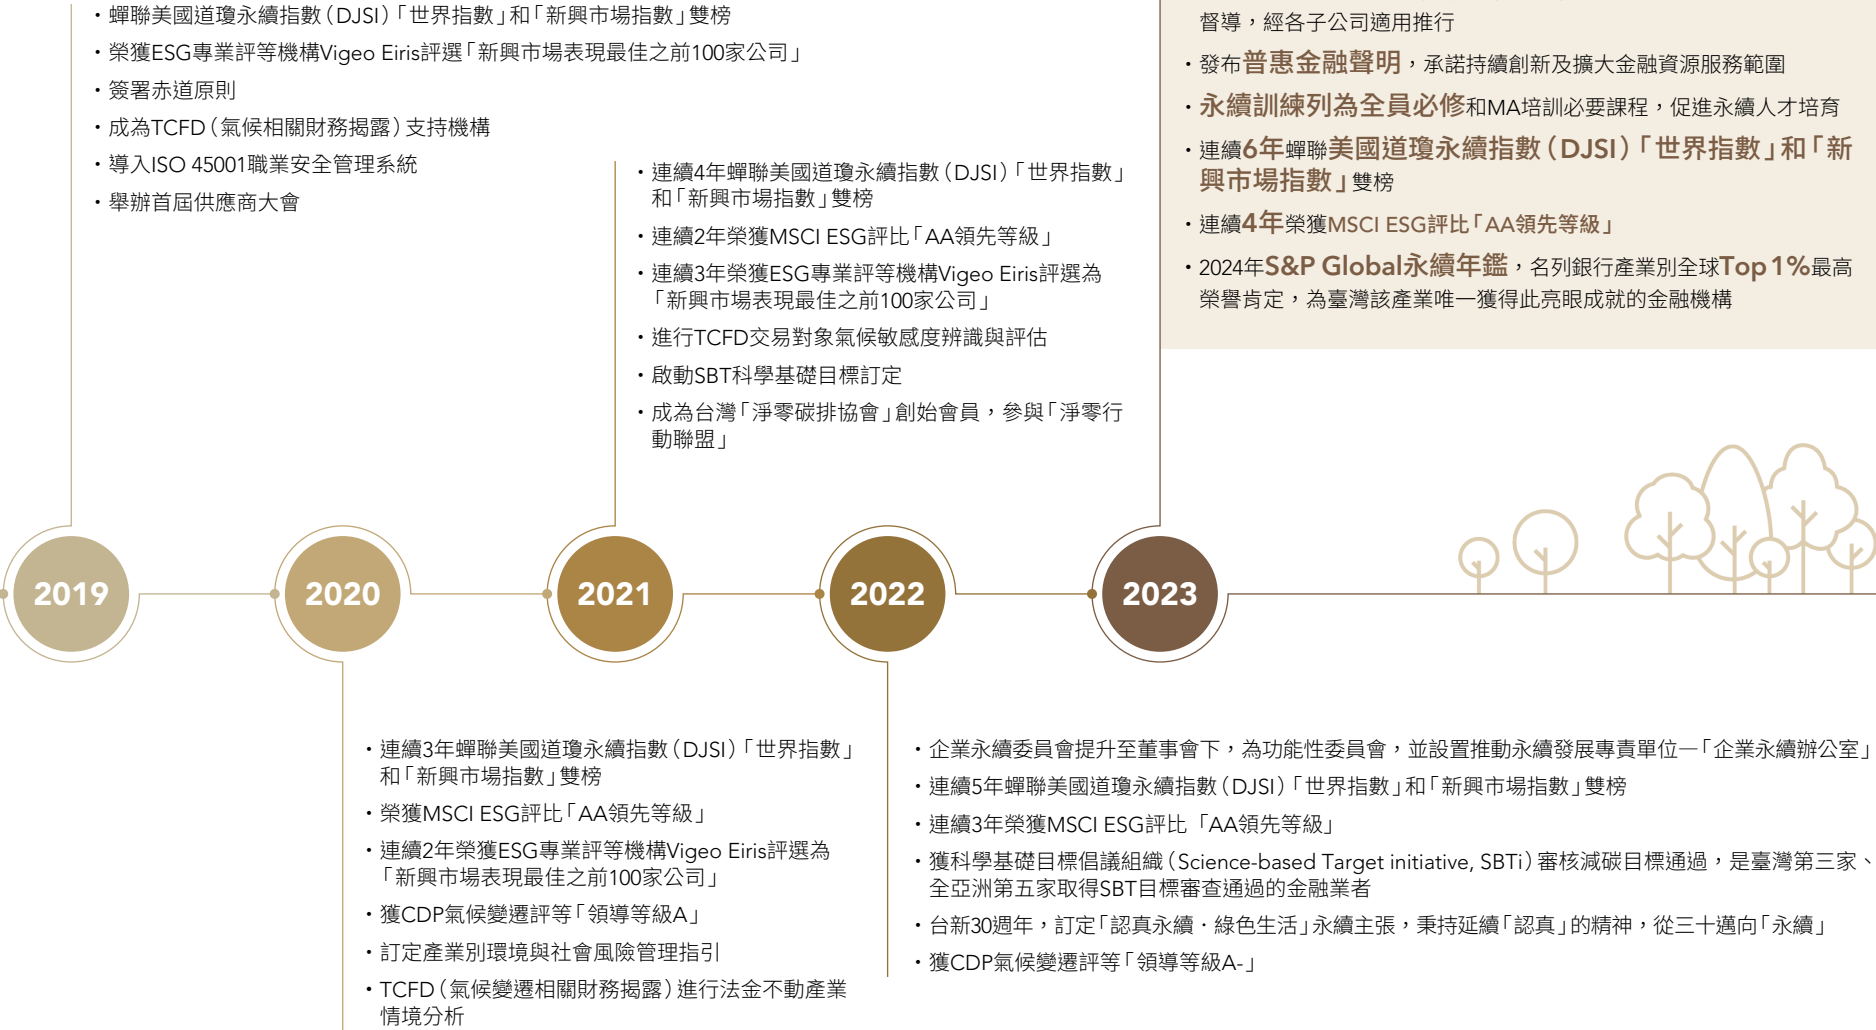 ・蟬聯美國道瓊永續指數（DJSI）「世界指數」和「新興市場指數」雙榜
・榮獲ESG專業評等機構Vigeo Eiris評選「新興市場表現最佳之前100家公司」
・簽署赤道原則
・成為TCFD（氣候相關財務揭露）支持機構
・導入ISO 45001職業安全管理系統
・舉辦首屆供應商大會
・連續4年蟬聯美國道瓊永續指數（DJSI）「世界指數」
和「新興市場指數」雙榜
・連續2年榮獲MSCI ESG評比「AA領先等級」
・連續3年榮獲ESG專業評等機構Vigeo Eiris評選為
「新興市場表現最佳之前100家公司」
・進行TCFD交易對象氣候敏感度辨識與評估
・啟動SBT科學基礎目標訂定
・成為台灣「淨零碳排協會」創始會員，參與「淨零行
動聯盟」
督導，經各子公司適用推行
・發布普惠金融聲明，承諾持續創新及擴大金融資源服務範圍
・永續訓練列為全員必修和MA培訓必要課程，促進永續人才培育
・連續6年蟬聯美國道瓊永續指數（DJSI）「世界指數」和「新
興市場指數」雙榜
・連續4年榮獲MSCI ESG評比「AA領先等級」
・2024年S&P Global永續年鑑，名列銀行產業別全球Top 1%最高
榮譽肯定，為臺灣該產業唯一獲得此亮眼成就的金融機構
2019
2020
2021
2022
2023
・連續3年蟬聯美國道瓊永續指數（DJSI）「世界指數」
和「新興市場指數」雙榜
・榮獲MSCI ESG評比「AA領先等級」
・連續2年榮獲ESG專業評等機構Vigeo Eiris評選為
「新興市場表現最佳之前100家公司」
・獲CDP氣候變遷評等「領導等級A」
・訂定產業別環境與社會風險管理指引
・TCFD（氣候變遷相關財務揭露）進行法金不動產業
情境分析
・企業永續委員會提升至董事會下，為功能性委員會，並設置推動永續發展專責單位—「企業永續辦公室」
・連續5年蟬聯美國道瓊永續指數（DJSI）「世界指數」和「新興市場指數」雙榜
・連續3年榮獲MSCI ESG評比「AA領先等級」
・獲科學基礎目標倡議組織（Science-based Target initiative, SBTi）審核減碳目標通過，是臺灣第三家、
全亞洲第五家取得SBT目標審查通過的金融業者
・台新30週年，訂定「認真永續．綠色生活」永續主張，秉持延續「認真」的精神，從三十邁向「永續」
・獲CDP氣候變遷評等「領導等級A-」